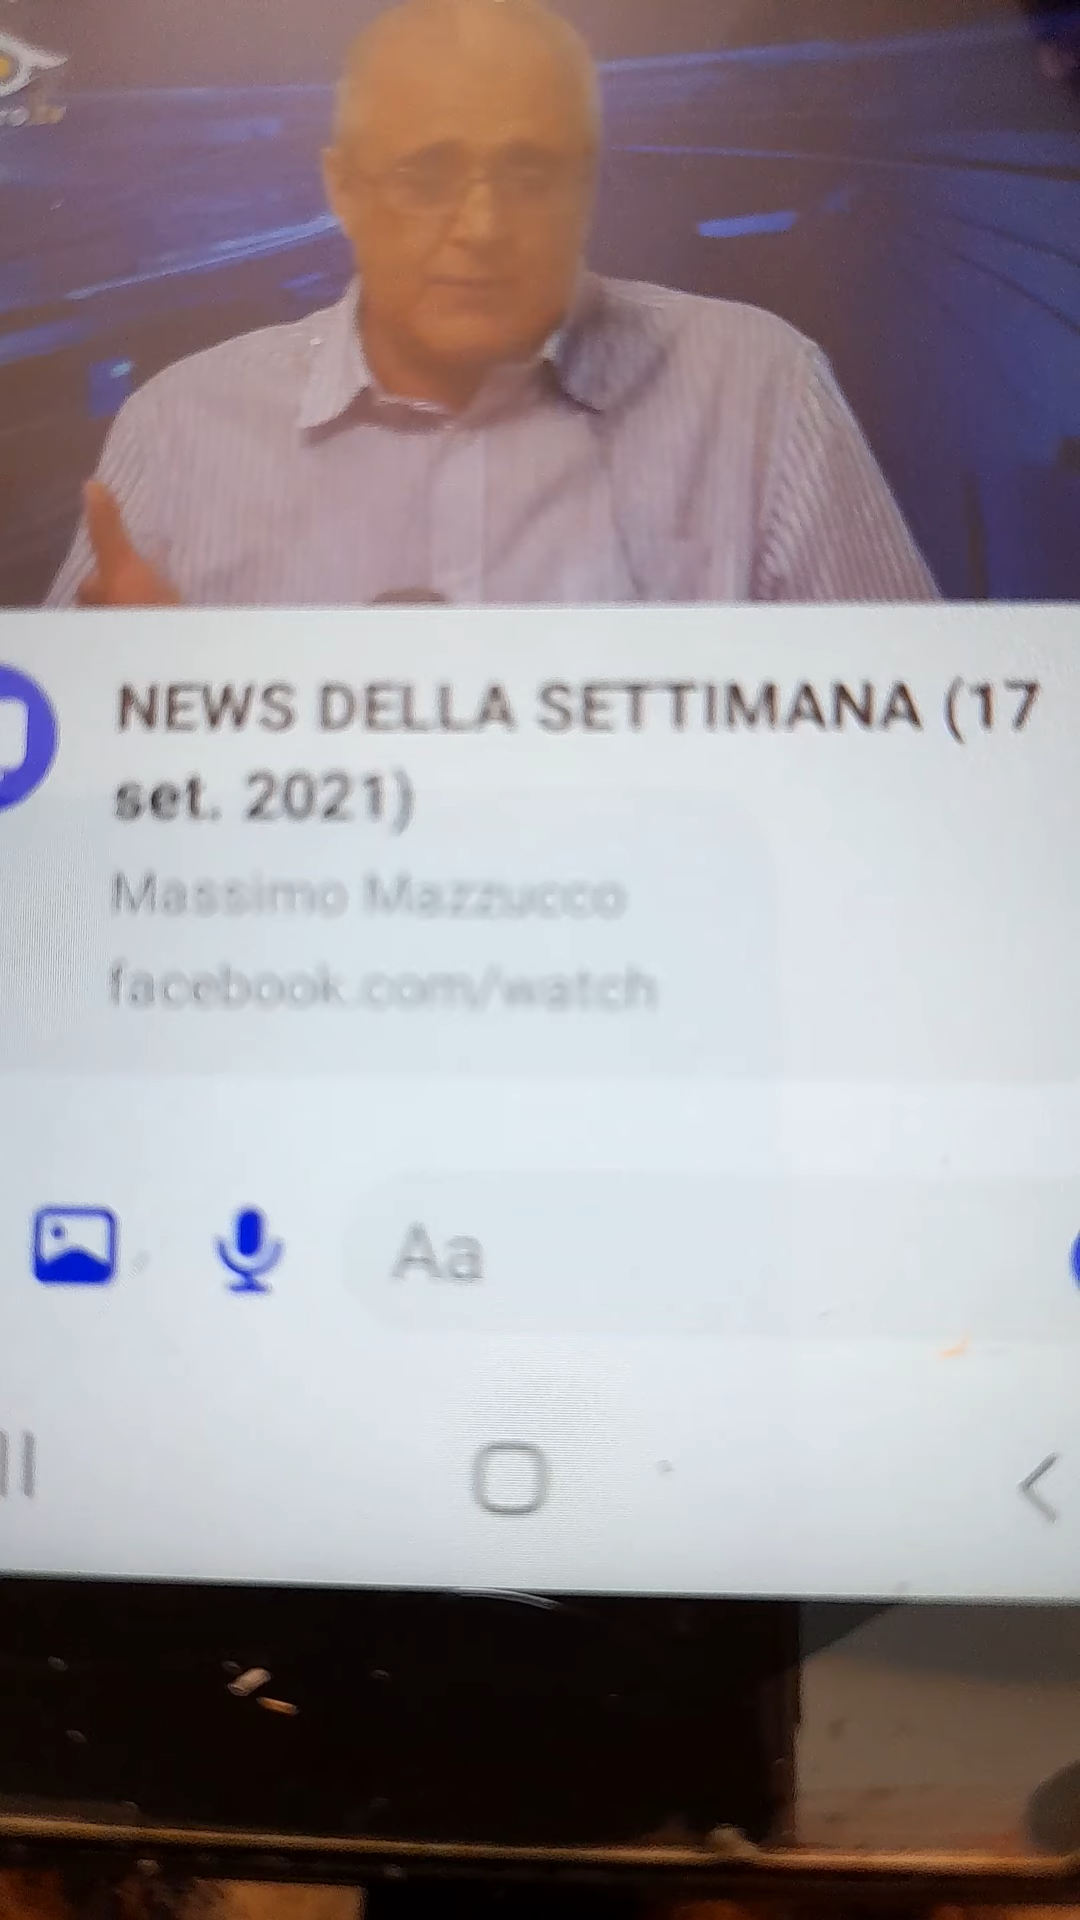 NEWS DELLA SETTIMANA (17
set. 2021)
Massimo Mazzucco
facebook.com/watch
Aa